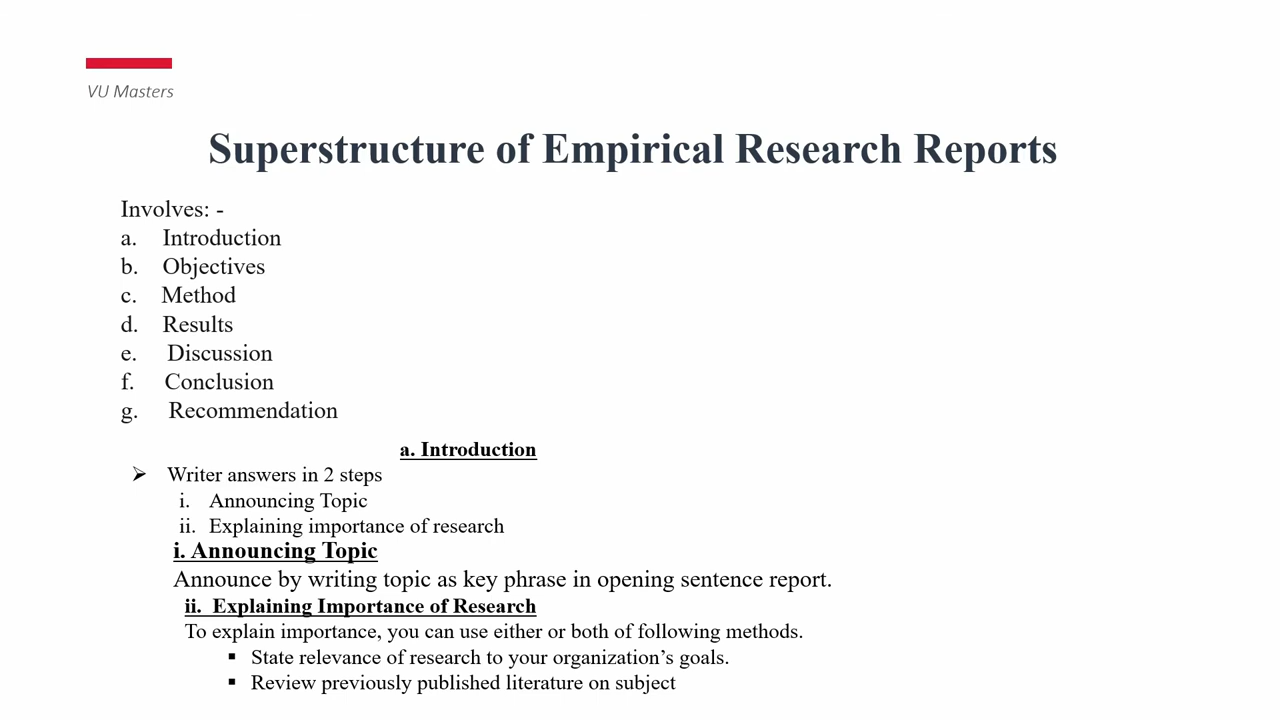 VU Masters
Superstructure of Empirical Research Reports
Involves: -
a. Introduction
b. Objectives
c. Method
d. Results
e. Discussion
f. Conclusion
g. Recommendation
a. Introduction
➢ Writer answers in 2 steps
i. Announcing Topic
ii. Explaining importance of research
i. Announcing Topic
Announce by writing topic as key phrase in opening sentence report.
ii. Explaining Importance of Research
To explain importance, you can use either or both of following methods.
▪ State relevance of research to your organization’s goals.
▪ Review previously published literature on subject